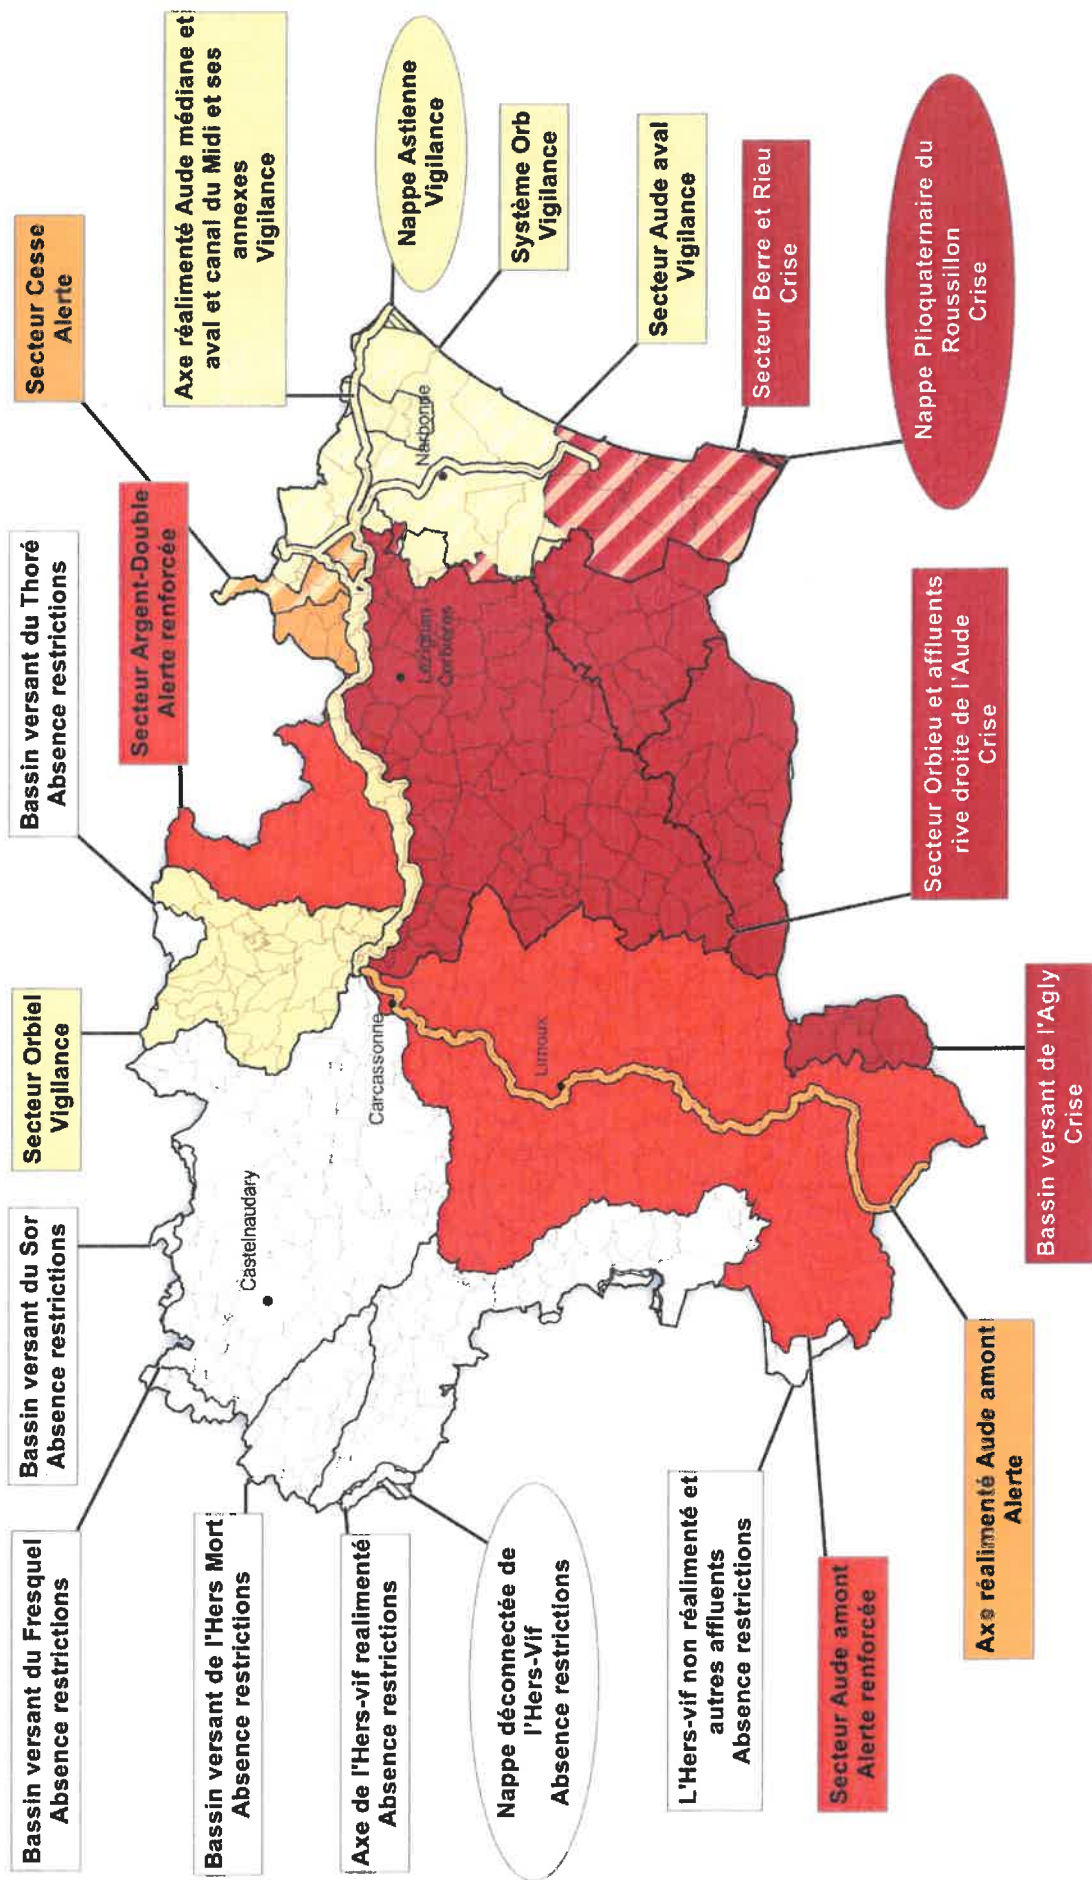 Bassin versant du Fresquel
Absence restrictions
Bassin versant du Sor
Absence restrictions
Secteur Orbiel
Vigilance
Bassin versant du Thoré
Absence restrictions
Secteur Argent-Double
Alerte renforcée
Secteur Cesse
Alerte
Axe réalimenté Aude médiane et
aval et canal du Midi et ses
annexes
Vigilance
Nappe Astienne
Vigilance
Système Orb
Vigilance
Secteur Aude aval
Vigilance
Secteur Berre et Rieu
Crise
Nappe Plioquaternaire du
Roussillon
Crise
Bassin versant de l'Hers Mort
Absence restrictions
Axe de l'Hers-vif realimenté
Absence restrictions
Nappe déconnectée de
l'Hers-Vif
Absence restrictions
L'Hers-vif non réalimenté et
autres affluents
Absence restrictions
Secteur Aude amont
Alerte renforcée
Axe réalimenté Aude amont
Alerte
Bassin versant de l'Agly
Crise
Secteur Orbieu et affluents
rive droite de l'Aude
Crise
Castelnaudary
Carcassonne
Limoux
Lézignan
Corbières
Narbonne